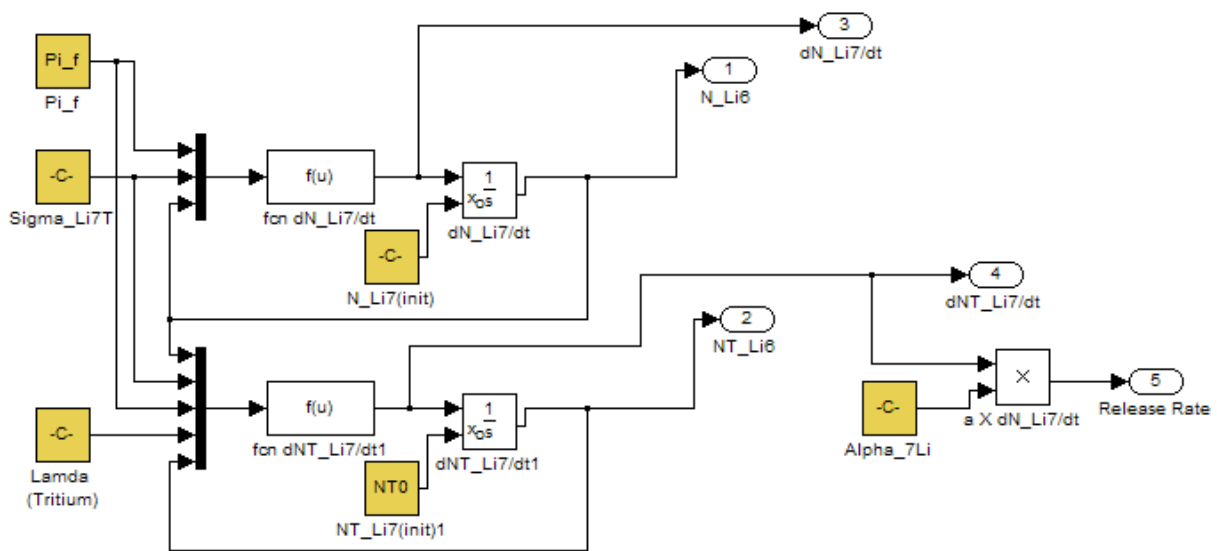 3
dN_Li7/dt
Pi_f
Pi_f
1
N_Li6
-C-
Sigma_Li7T
f(u)
fcn dN_Li7/dt
1
s
xo
dN_Li7/dt
-C-
N_Li7(init)
4
dNT_Li7/dt
2
NT_Li6
f(u)
fcn dNT_Li7/dt1
1
s
xo
dNT_Li7/dt1
×
a X dN_Li7/dt
5
Release Rate
-C-
Alpha_7Li
-C-
Lamda
(Tritium)
NT0
NT_Li7(init)1